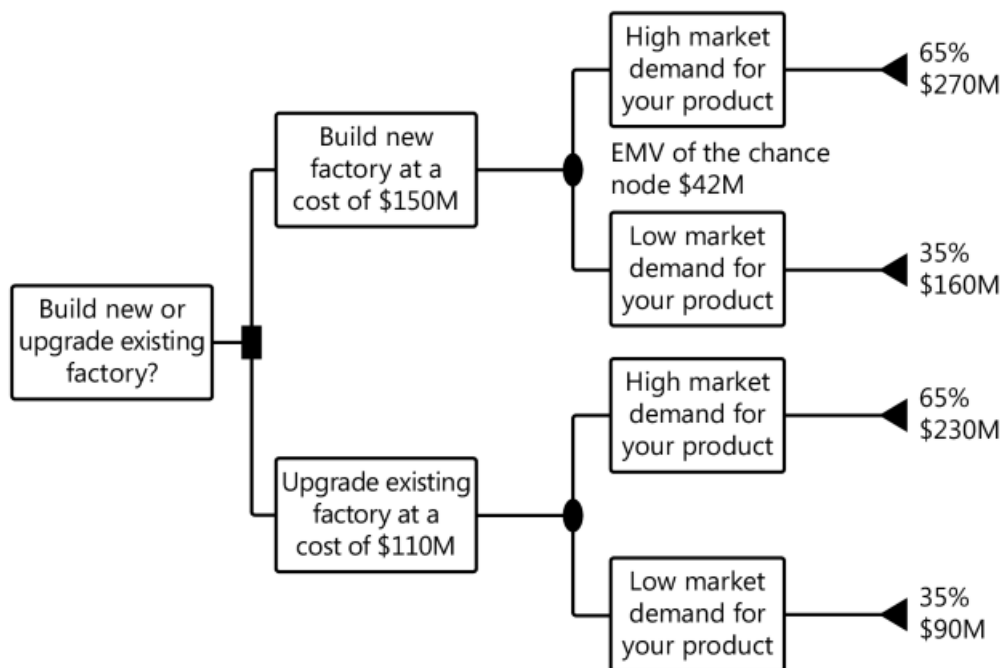 High market
demand for
your product
65%
$270M
Build new
factory at a
cost of $150M
EMV of the chance
node $42M
Low market
demand for
your product
35%
$160M
Build new or
upgrade existing
factory?
High market
demand for
your product
65%
$230M
Upgrade existing
factory at a
cost of $110M
Low market
demand for
your product
35%
$90M